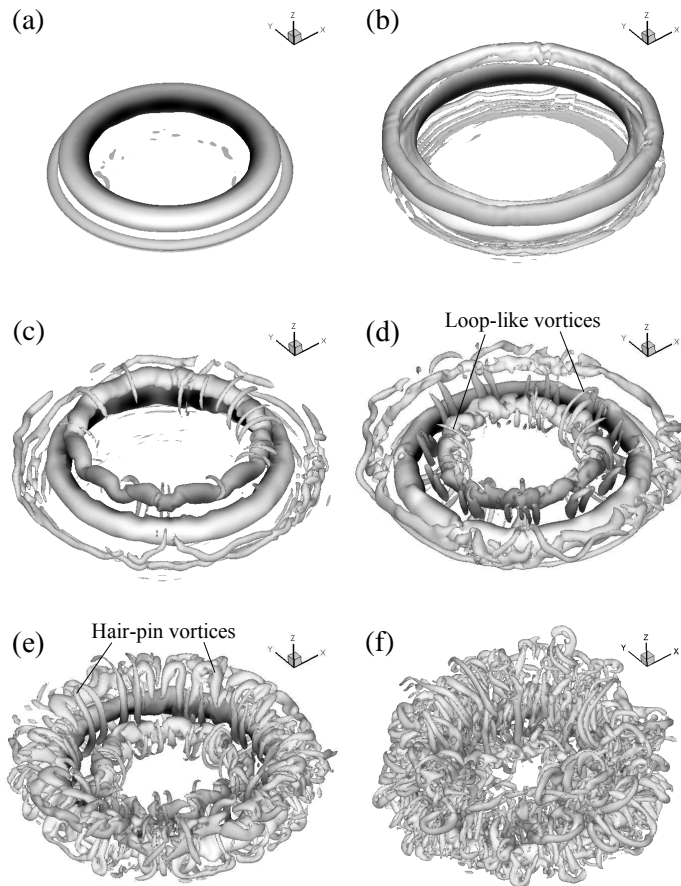 (a)
Z
Y
X
(b)
Z
Y
X
(c)
Z
Y
X
(d)
Loop-like vortices
Z
Y
X
(e)
Hair-pin vortices
Z
Y
X
(f)
Z
Y
X